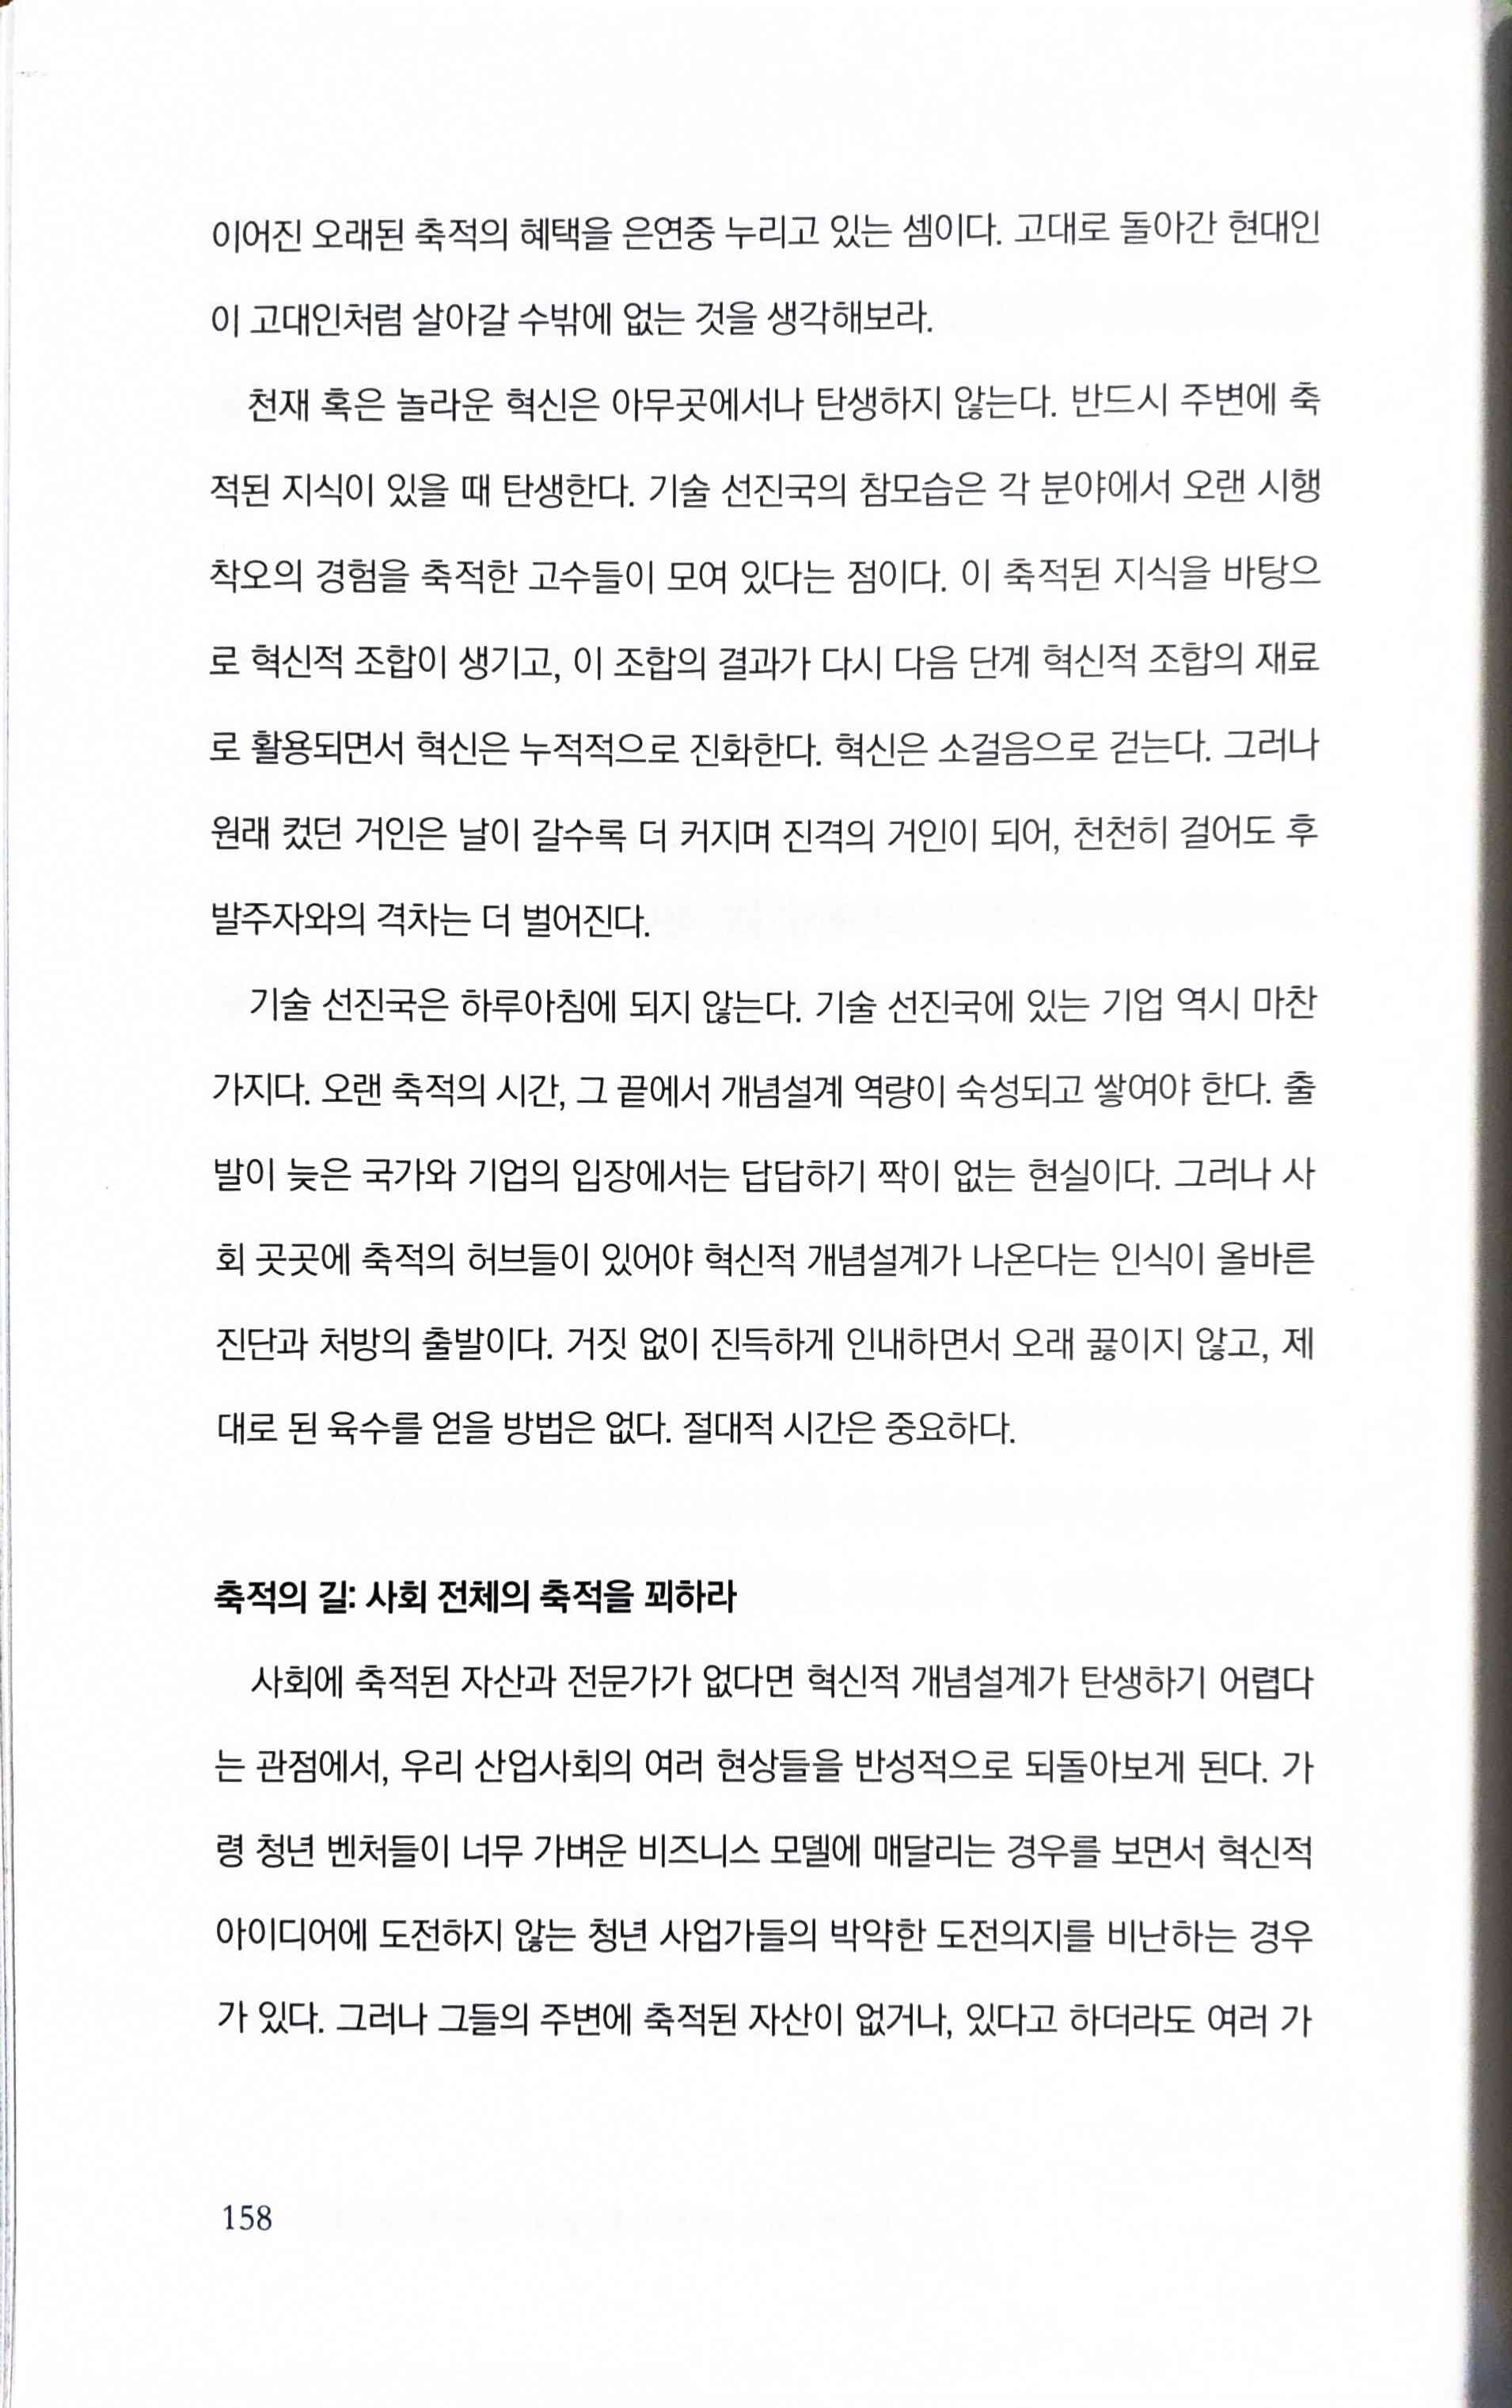 이어진 오래된 축적의 혜택을 은연중 누리고 있는 셈이다. 고대로 돌아간 현대인
이 고대인처럼 살아갈 수밖에 없는 것을 생각해보라.
천재 혹은 놀라운 혁신은 아무곳에서나 탄생하지 않는다. 반드시 주변에 축
적된 지식이 있을 때 탄생한다. 기술 선진국의 참모습은 각 분야에서 오랜 시행
착오의 경험을 축적한 고수들이 모여 있다는 점이다. 이 축적된 지식을 바탕으
로 혁신적 조합이 생기고, 이 조합의 결과가 다시 다음 단계 혁신적 조합의 재료
로 활용되면서 혁신은 누적적으로 진화한다. 혁신은 소걸음으로 걷는다. 그러나
원래 컸던 거인은 날이 갈수록 더 커지며 진격의 거인이 되어, 천천히 걸어도 후
발주자와의 격차는 더 벌어진다.
기술 선진국은 하루아침에 되지 않는다. 기술 선진국에 있는 기업 역시 마찬
가지다. 오랜 축적의 시간, 그 끝에서 개념설계 역량이 숙성되고 쌓여야 한다. 출
발이 늦은 국가와 기업의 입장에서는 답답하기 짝이 없는 현실이다. 그러나 사
회 곳곳에 축적의 허브들이 있어야 혁신적 개념설계가 나온다는 인식이 올바른
진단과 처방의 출발이다. 거짓 없이 진득하게 인내하면서 오래 끓이지 않고, 제
대로 된 육수를 얻을 방법은 없다. 절대적 시간은 중요하다.
축적의 길: 사회 전체의 축적을 꾀하라
사회에 축적된 자산과 전문가가 없다면 혁신적 개념설계가 탄생하기 어렵다
는 관점에서, 우리 산업사회의 여러 현상들을 반성적으로 되돌아보게 된다. 가
령 청년 벤처들이 너무 가벼운 비즈니스 모델에 매달리는 경우를 보면서 혁신적
아이디어에 도전하지 않는 청년 사업가들의 박약한 도전의지를 비난하는 경우
가 있다. 그러나 그들의 주변에 축적된 자산이 없거나, 있다고 하더라도 여러 가
158